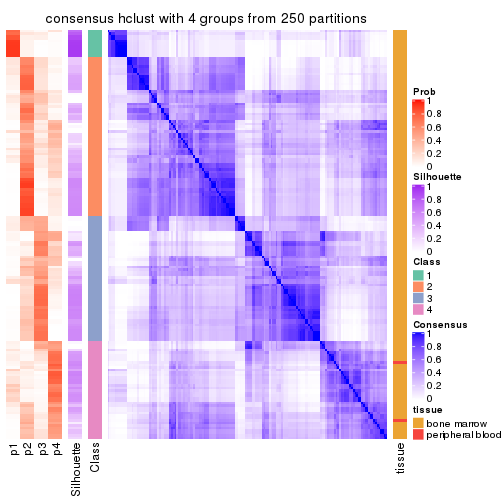 consensus hclust with 4 groups from 250 partitions
Prob
1
0.8
0.6
0.4
0.2
0
Silhouette
1
0.8
0.6
0.4
0.2
0
Class
1
2
3
4
Consensus
1
0.8
0.6
0.4
0.2
0
tissue
bone marrow
peripheral blood
p1
p2
p3
p4
Silhouette
Class
tissue